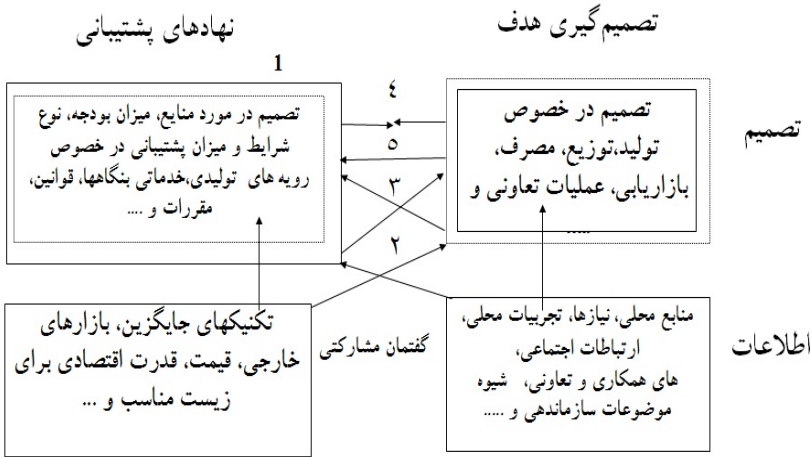 تصمیم‌گیری هدف
نهادهای پشتیبانی
1
تصمیم
تصمیم در خصوص
تولید،توزیع، مصرف،
بازاریابی، عملیات تعاونی و
.....
٤
٥
٣
٢
تصمیم در مورد منابع، میزان بودجه، نوع
شرایط و میزان پشتیبانی در خصوص
رویه های تولیدی،خدماتی بنگاهها، قوانین،
مقررات و ....
اطلاعات
منابع محلی، نیازها، تجربیات محلی،
ارتباطات اجتماعی،
های همکاری و تعاونی، شیوه
موضوعات سازماندهی و .....
گفتمان مشارکتی
تکنیکهای جایگزین، بازارهای
خارجی، قیمت، قدرت اقتصادی برای
زیست مناسب و ...